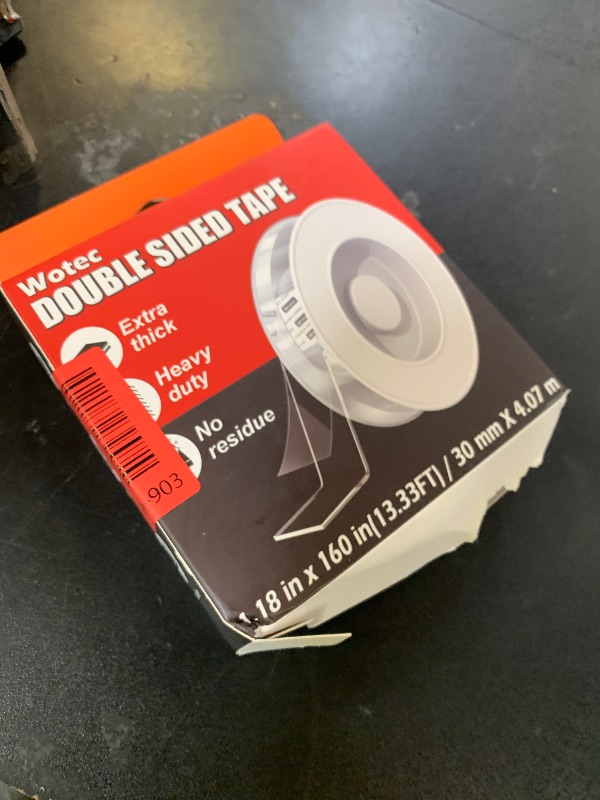 Wotec
DOUBLE SIDED TAPE
Extra
thick
Heavy
duty
No
residue
-903
1.18 in x 160 in(13.33FT) / 30 mm X 4.07 m